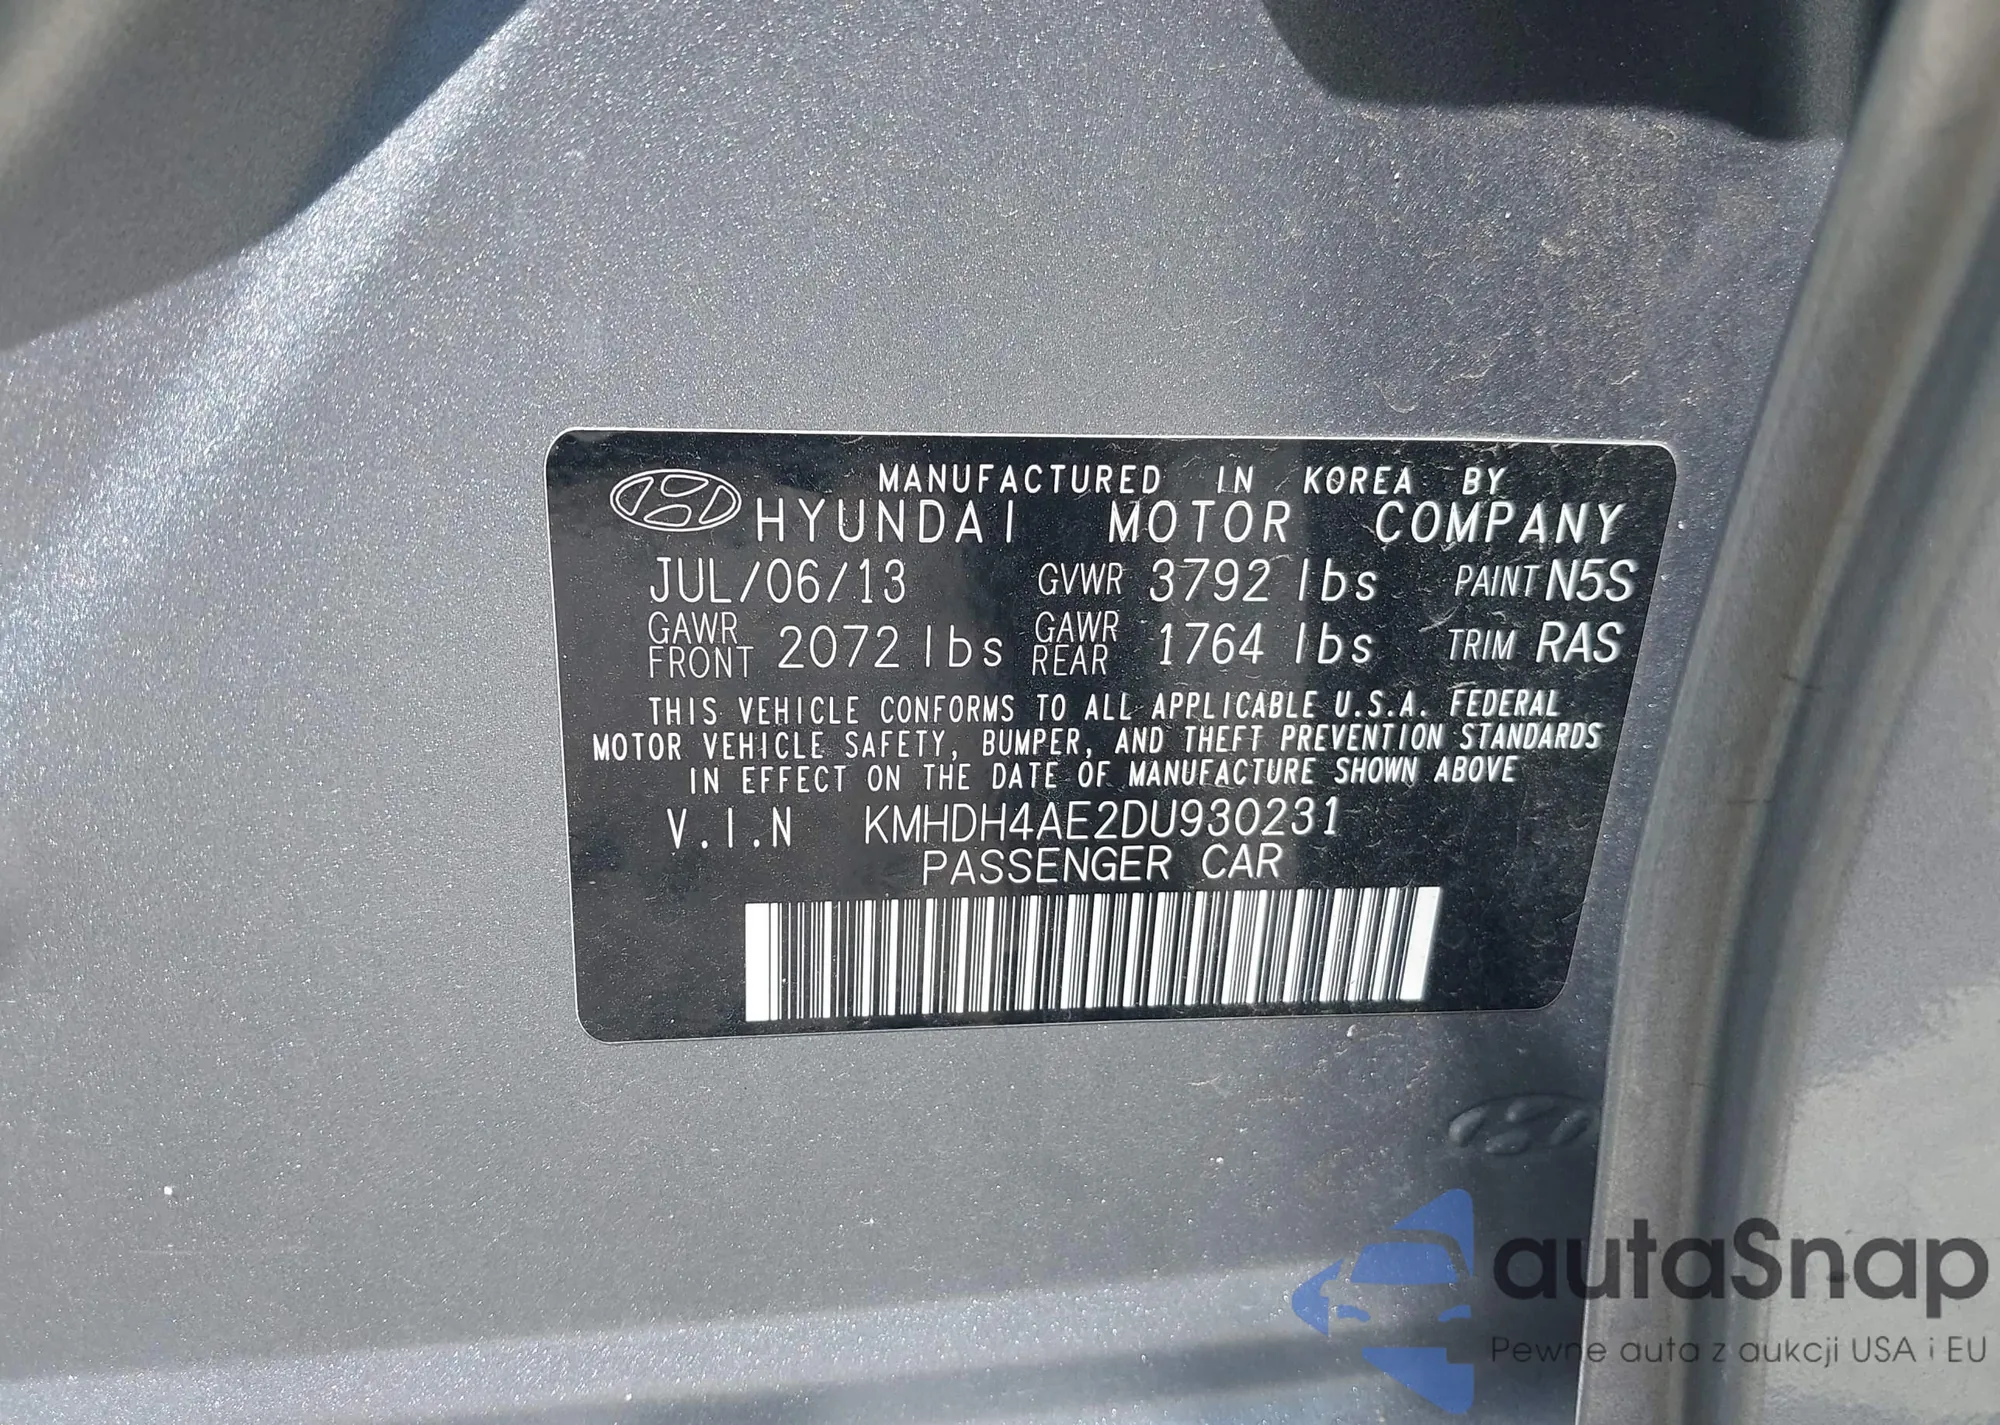 MANUFACTURED IN KOREA BY
HYUNDAI MOTOR COMPANY
JUL/06/13 GVWR 3792 lbs PAINT N5S
GAWR FRONT 2072 lbs GAWR REAR 1764 lbs TRIM RAS
THIS VEHICLE CONFORMS TO ALL APPLICABLE U.S.A. FEDERAL
MOTOR VEHICLE SAFETY, BUMPER, AND THEFT PREVENTION STANDARDS
IN EFFECT ON THE DATE OF MANUFACTURE SHOWN ABOVE
V.I.N KMHDH4AE2DU930231
PASSENGER CAR
autaSnap
Pewne auta z aukcji USA i EU